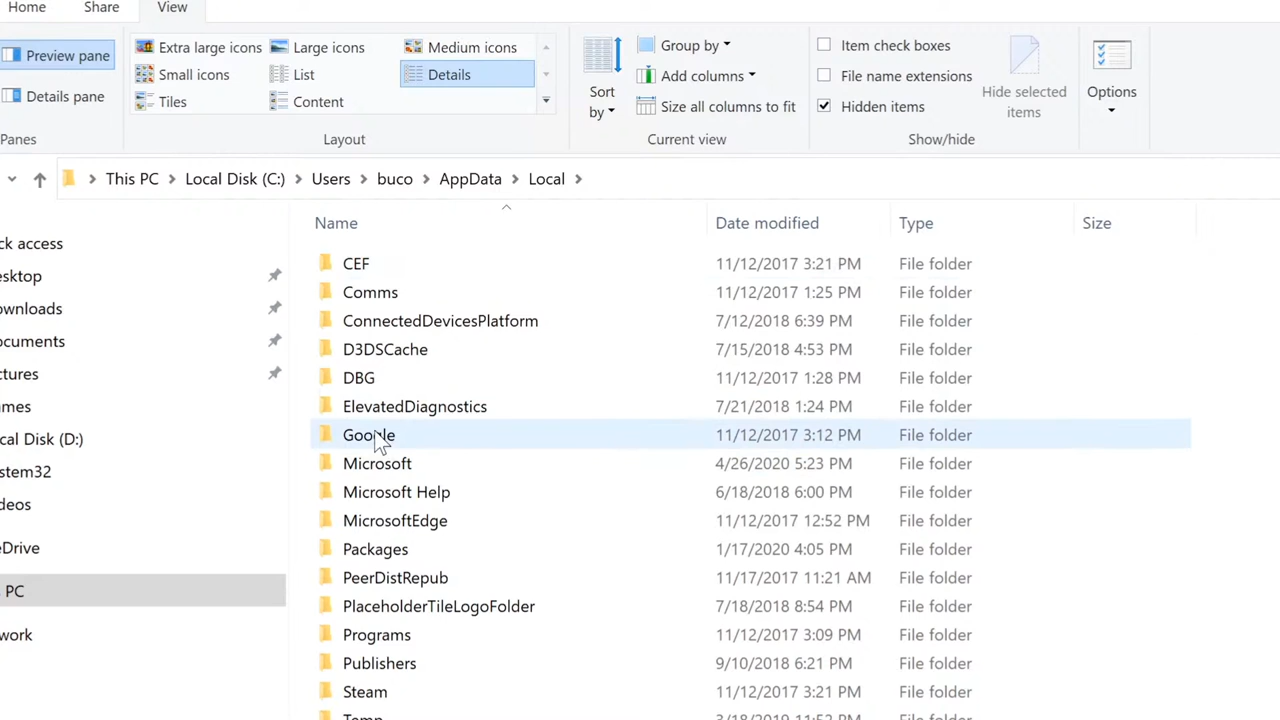 Home Share View
Preview pane Extra large icons Large icons Medium icons Group by Item check boxes
Small icons List Details Add columns File name extensions
Details pane Tiles Content Sort by Size all columns to fit Hidden items Hide selected items Options
Panes Layout Current view Show/hide
This PC Local Disk (C:) Users buco AppData Local
Name Date modified Type Size
ck access
CEF 11/12/2017 3:21 PM File folder
esktop Comms 11/12/2017 1:25 PM File folder
ownloads ConnectedDevicesPlatform 7/12/2018 6:39 PM File folder
ocuments D3DSCache 7/15/2018 4:53 PM File folder
ctures DBG 11/12/2017 1:28 PM File folder
mes ElevatedDiagnostics 7/21/2018 1:24 PM File folder
cal Disk (D:) Google 11/12/2017 3:12 PM File folder
stem32 Microsoft 4/26/2020 5:23 PM File folder
deos Microsoft Help 6/18/2018 6:00 PM File folder
MicrosoftEdge 11/12/2017 12:52 PM File folder
eDrive Packages 1/17/2020 4:05 PM File folder
PC PeerDistRepub 11/17/2017 11:21 AM File folder
PlaceholderTileLogoFolder 7/18/2018 8:54 PM File folder
work Programs 11/12/2017 3:09 PM File folder
Publishers 9/10/2018 6:21 PM File folder
Steam 11/12/2017 3:21 PM File folder
Temp 3/18/2019 11:52 PM File folder